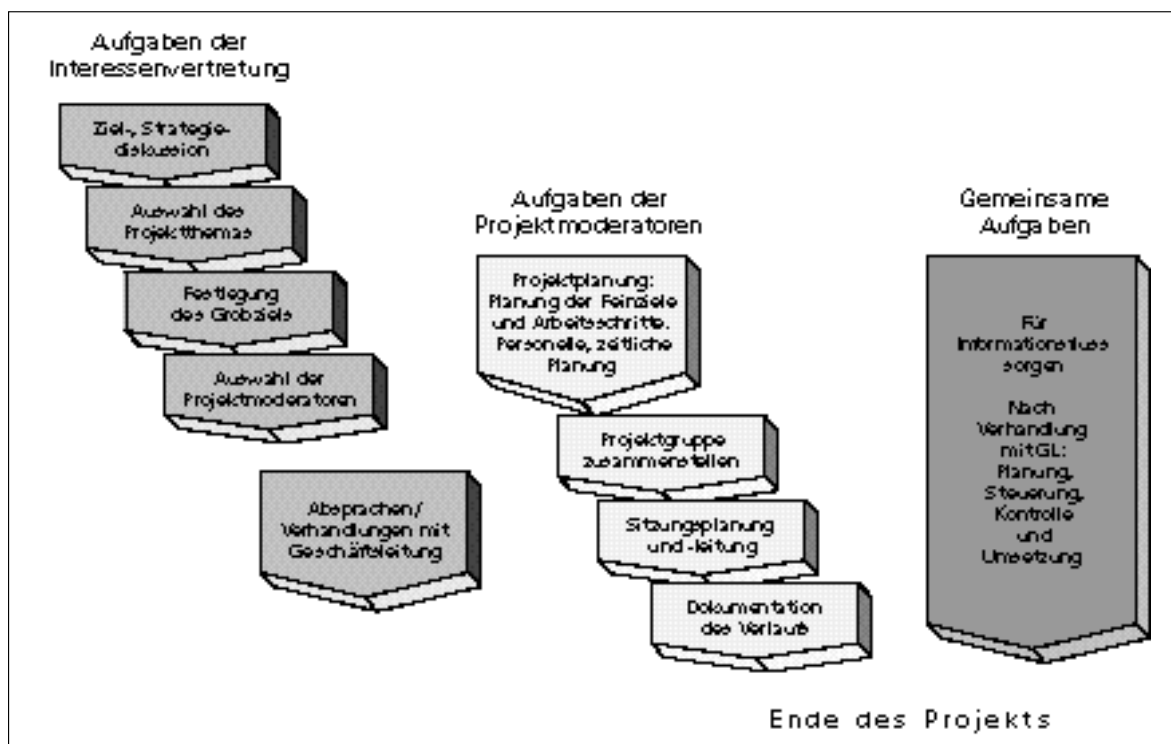 Aufgaben der
Interessenvertretung
Ziel-, Strategie-
diskussion
Auswahl des
Projektthemas
Festlegung
des Grobziels
Auswahl der
Projektmoderatoren
Absprachen/
Verhandlungen mit
Geschäftsleitung
Aufgaben der
Projektmoderatoren
Projektplanung:
Planung der Feinziele
und Arbeitsschritte.
Personelle, zeitliche
Planung
Projektgruppe
zusammenstellen
Sitzungsplanung
und -leitung
Dokumentation
des Verlaufs
Gemeinsame
Aufgaben
Für
Informationsfluss
sorgen
Nach
Verhandlung
mit GL:
Planung,
Steuerung,
Kontrolle
und
Umsetzung
Ende des Projekts